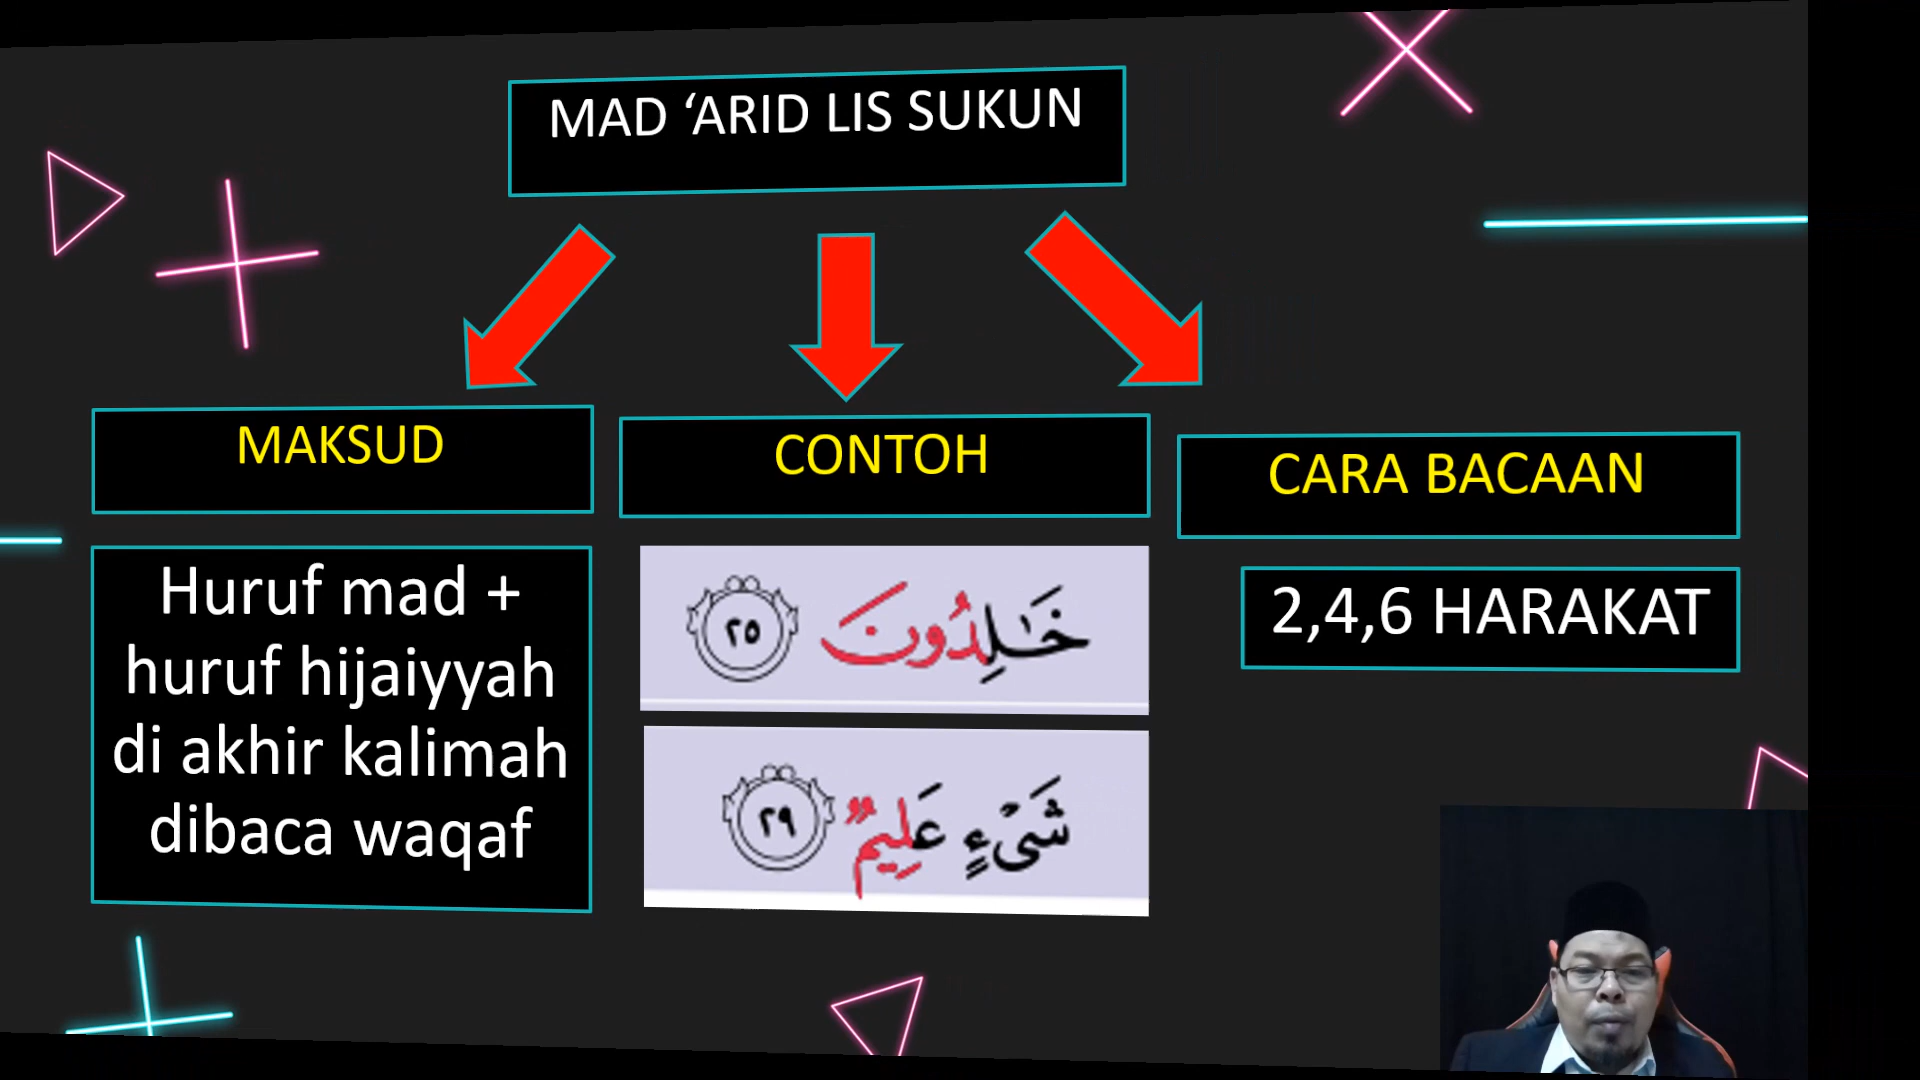 MAD ‘ARID LIS SUKUN
MAKSUD
Huruf mad +
huruf hijaiyyah
di akhir kalimah
dibaca waqaf
CONTOH
خَـٰلِدُونَ ٢٥
شَىْءٍ عَلِيمٌ ٢٩
CARA BACAAN
2,4,6 HARAKAT